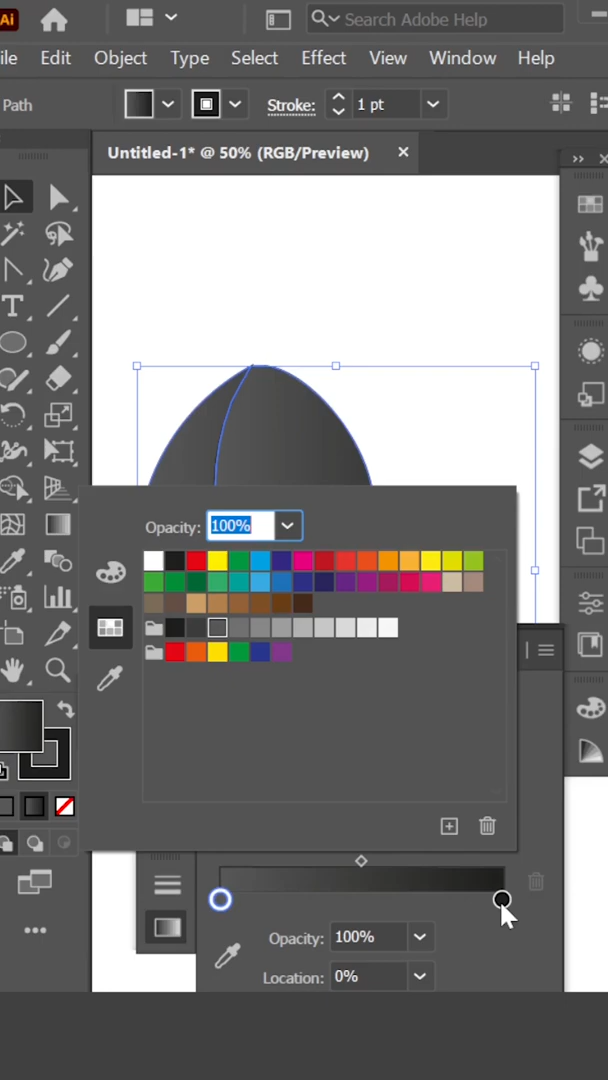 Ai
Search Adobe Help
ile Edit Object Type Select Effect View Window Help
Path
Stroke: 1 pt
Untitled-1* @ 50% (RGB/Preview) ×
Opacity: 100%
Opacity: 100%
Location: 0%